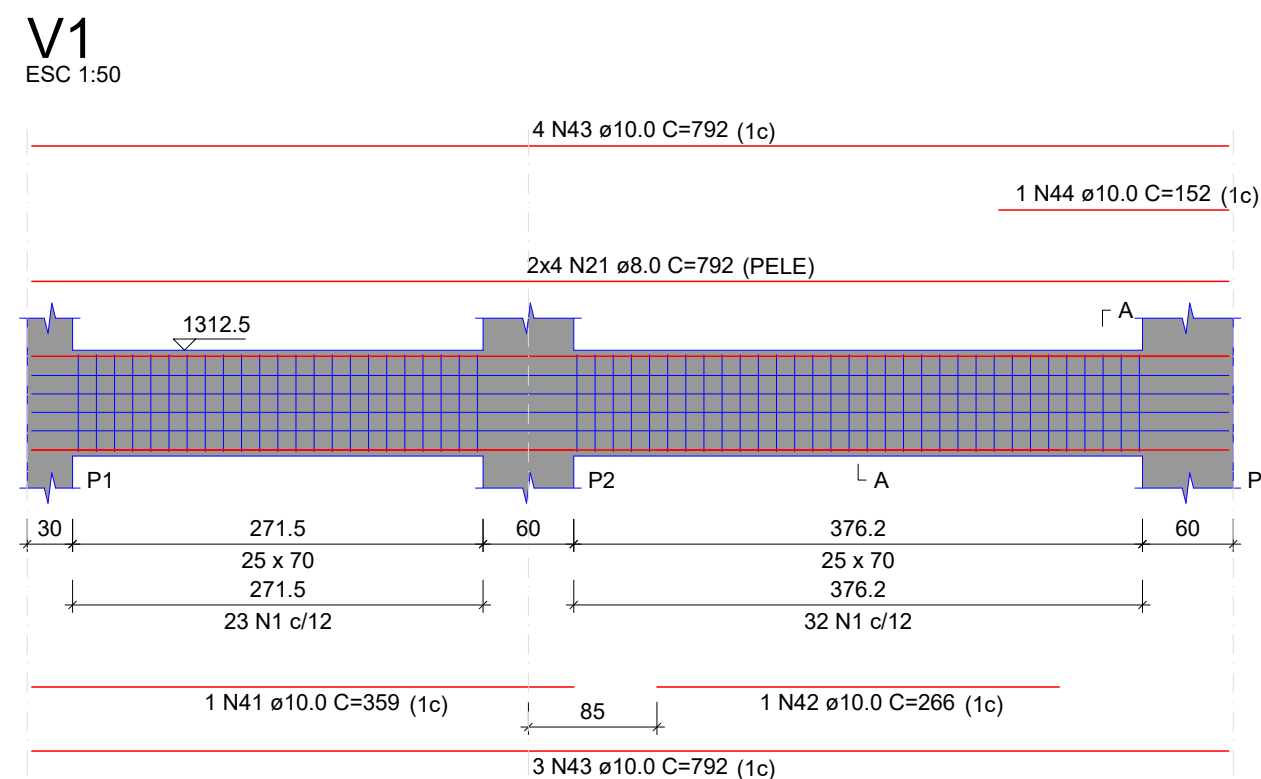 V1
ESC 1:50
4 N43 ø10.0 C=792 (1c)
1 N44 ø10.0 C=152 (1c)
2x4 N21 ø8.0 C=792 (PELE)
1312.5
A
P1
P2
A
P
30 271.5 60 376.2 60
25 x 70 25 x 70
271.5 376.2
23 N1 c/12 32 N1 c/12
1 N41 ø10.0 C=359 (1c) 1 N42 ø10.0 C=266 (1c)
85
3 N43 ø10.0 C=792 (1c)